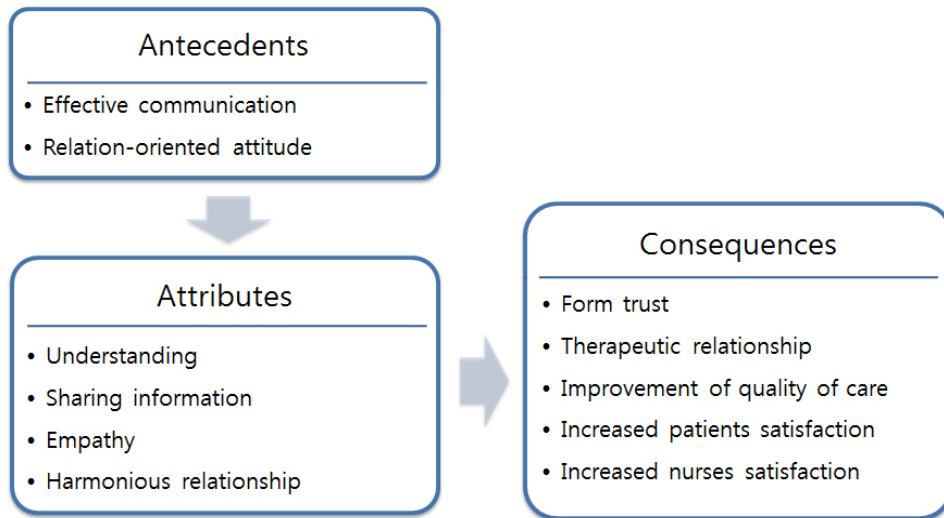 Antecedents
• Effective communication
• Relation-oriented attitude
Attributes
• Understanding
• Sharing information
• Empathy
• Harmonious relationship
Consequences
• Form trust
• Therapeutic relationship
• Improvement of quality of care
• Increased patients satisfaction
• Increased nurses satisfaction